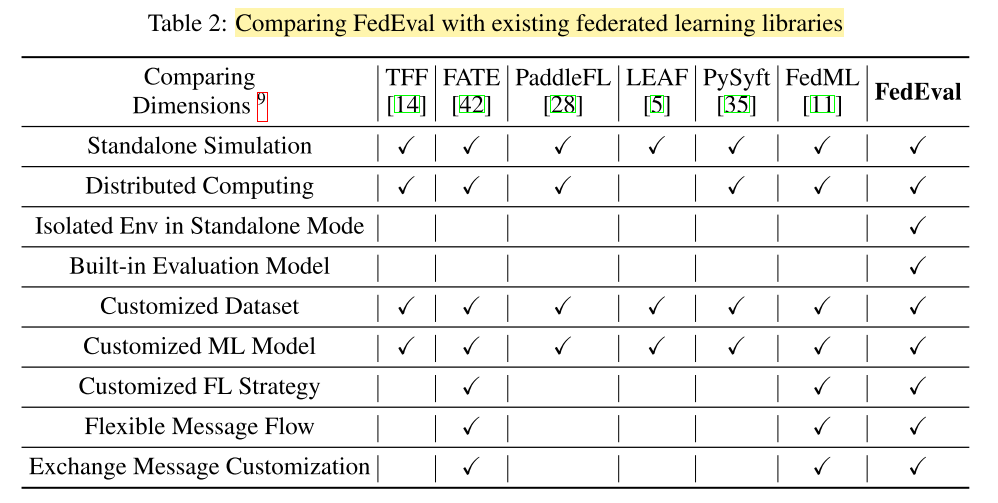 Table 2: Comparing FedEval with existing federated learning libraries
Comparing Dimensions 9 | TFF [14] | FATE [42] | PaddleFL [28] | LEAF [5] | PySyft [35] | FedML [11] | FedEval
Standalone Simulation | ✓ | ✓ | ✓ | ✓ | ✓ | ✓ | ✓
Distributed Computing | ✓ | ✓ | ✓ | | ✓ | ✓ | ✓
Isolated Env in Standalone Mode | | | | | | | ✓
Built-in Evaluation Model | | | | | | | ✓
Customized Dataset | ✓ | ✓ | ✓ | ✓ | ✓ | ✓ | ✓
Customized ML Model | ✓ | ✓ | ✓ | ✓ | ✓ | ✓ | ✓
Customized FL Strategy | | ✓ | | | | ✓ | ✓
Flexible Message Flow | | ✓ | | | | ✓ | ✓
Exchange Message Customization | | ✓ | | | | ✓ | ✓